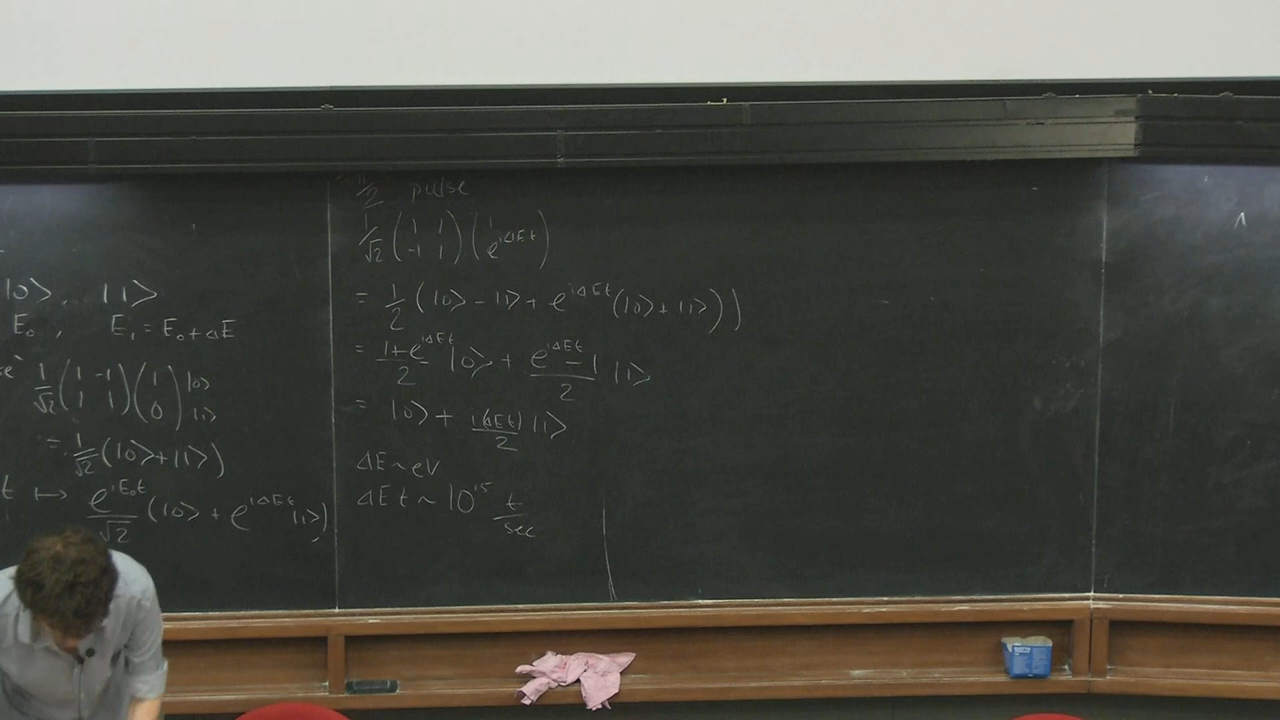 |0> .. |1>
E₀ , E₁ = E₀ + ΔE
1/√2 (1 -1; 1 1) (1; 0) |0> |1>
= 1/√2 (|0> + |1>)
t ↦ e^{iE₀t}/√2 (|0> + e^{iΔEt} |1>)
π/2 pulse
1/√2 (1 1; -1 1) (1; e^{iΔEt})
= 1/2 (|0> - |1> + e^{iΔEt} (|0> + |1>))
= (1+e^{iΔEt})/2 |0> + (e^{iΔEt} - 1)/2 |1>
= |0> + i(ΔEt)/2 |1>
ΔE ~ eV
ΔE t ~ 10^{15} t/sec